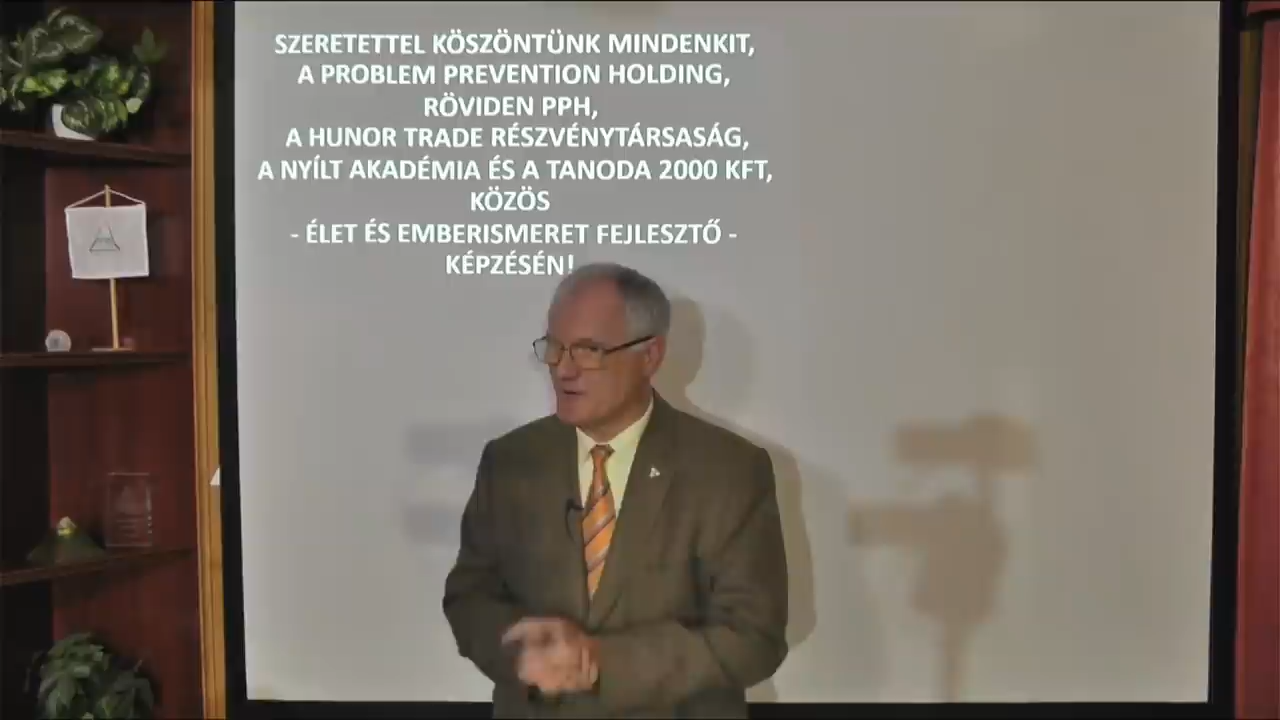 SZERETETTEL KÖSZÖNTÜNK MINDENKIT,
A PROBLEM PREVENTION HOLDING,
RÖVIDEN PPH,
A HUNOR TRADE RÉSZVÉNYTÁRSASÁG,
A NYÍLT AKADÉMIA ÉS A TANODA 2000 KFT,
KÖZÖS
- ÉLET ÉS EMBERISMERET FEJLESZTŐ -
KÉPZÉSÉN!